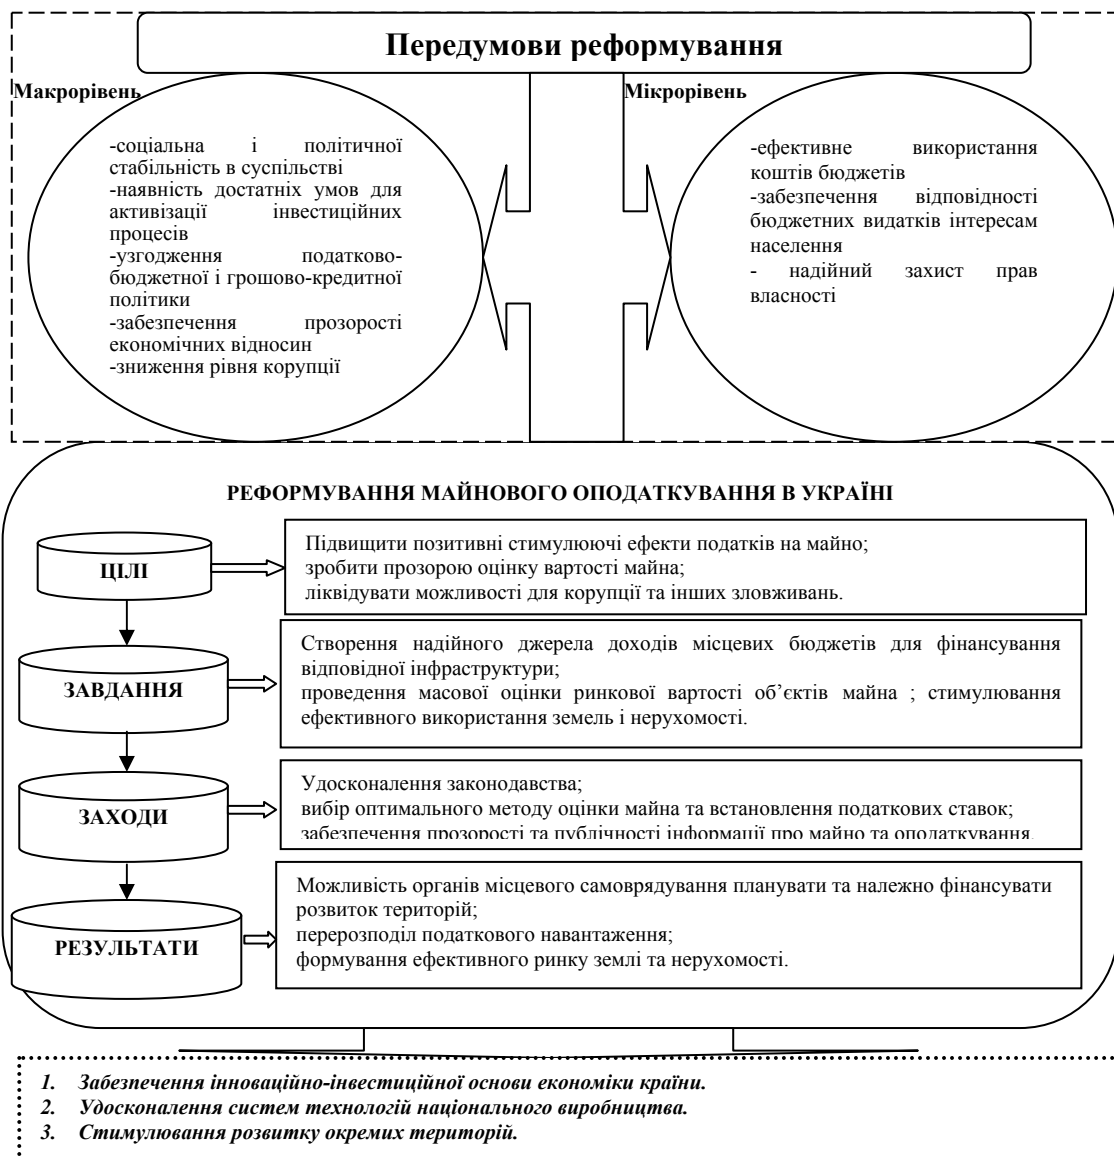 Передумови реформування
Макрорівень
-соціальна і політичної
стабільність в суспільстві
-наявність достатніх умов для
активізації інвестиційних
процесів
-узгодження податково-
бюджетної і грошово-кредитної
політики
-забезпечення прозорості
економічних відносин
-зниження рівня корупції
Мікрорівень
-ефективне використання
коштів бюджетів
-забезпечення відповідності
бюджетних видатків інтересам
населення
- надійний захист прав
власності
РЕФОРМУВАННЯ МАЙНОВОГО ОПОДАТКУВАННЯ В УКРАЇНІ
ЦІЛІ
Підвищити позитивні стимулюючі ефекти податків на майно;
зробити прозорою оцінку вартості майна;
ліквідувати можливості для корупції та інших зловживань.
ЗАВДАННЯ
Створення надійного джерела доходів місцевих бюджетів для фінансування
відповідної інфраструктури;
проведення масової оцінки ринкової вартості об’єктів майна ; стимулювання
ефективного використання земель і нерухомості.
ЗАХОДИ
Удосконалення законодавства;
вибір оптимального методу оцінки майна та встановлення податкових ставок;
забезпечення прозорості та публічності інформації про майно та оподаткування.
РЕЗУЛЬТАТИ
Можливість органів місцевого самоврядування планувати та належно фінансувати
розвиток територій;
перерозподіл податкового навантаження;
формування ефективного ринку землі та нерухомості.
1. Забезпечення інноваційно-інвестиційної основи економіки країни.
2. Удосконалення систем технологій національного виробництва.
3. Стимулювання розвитку окремих територій.